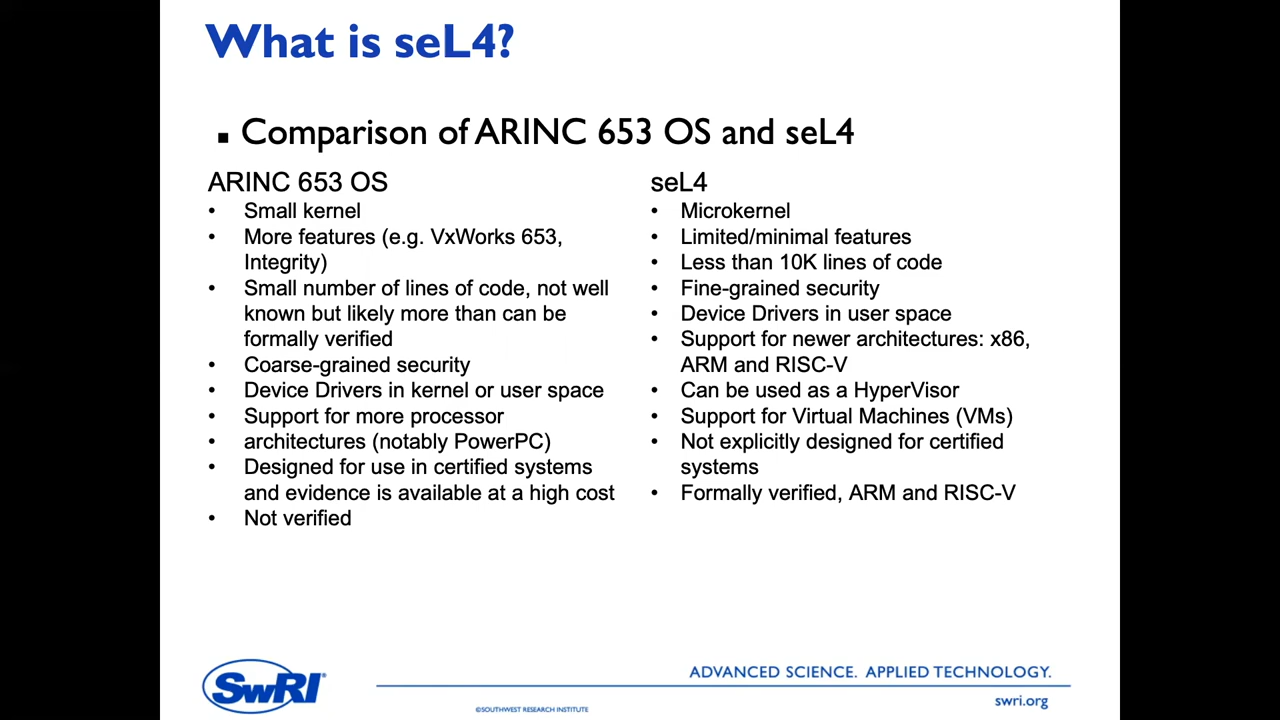 What is seL4?
▪ Comparison of ARINC 653 OS and seL4
ARINC 653 OS
• Small kernel
• More features (e.g. VxWorks 653,
Integrity)
• Small number of lines of code, not well
known but likely more than can be
formally verified
• Coarse-grained security
• Device Drivers in kernel or user space
• Support for more processor
• architectures (notably PowerPC)
• Designed for use in certified systems
and evidence is available at a high cost
• Not verified
seL4
• Microkernel
• Limited/minimal features
• Less than 10K lines of code
• Fine-grained security
• Device Drivers in user space
• Support for newer architectures: x86,
ARM and RISC-V
• Can be used as a HyperVisor
• Support for Virtual Machines (VMs)
• Not explicitly designed for certified
systems
• Formally verified, ARM and RISC-V
SwRI®
ADVANCED SCIENCE. APPLIED TECHNOLOGY.
©SOUTHWEST RESEARCH INSTITUTE
swri.org